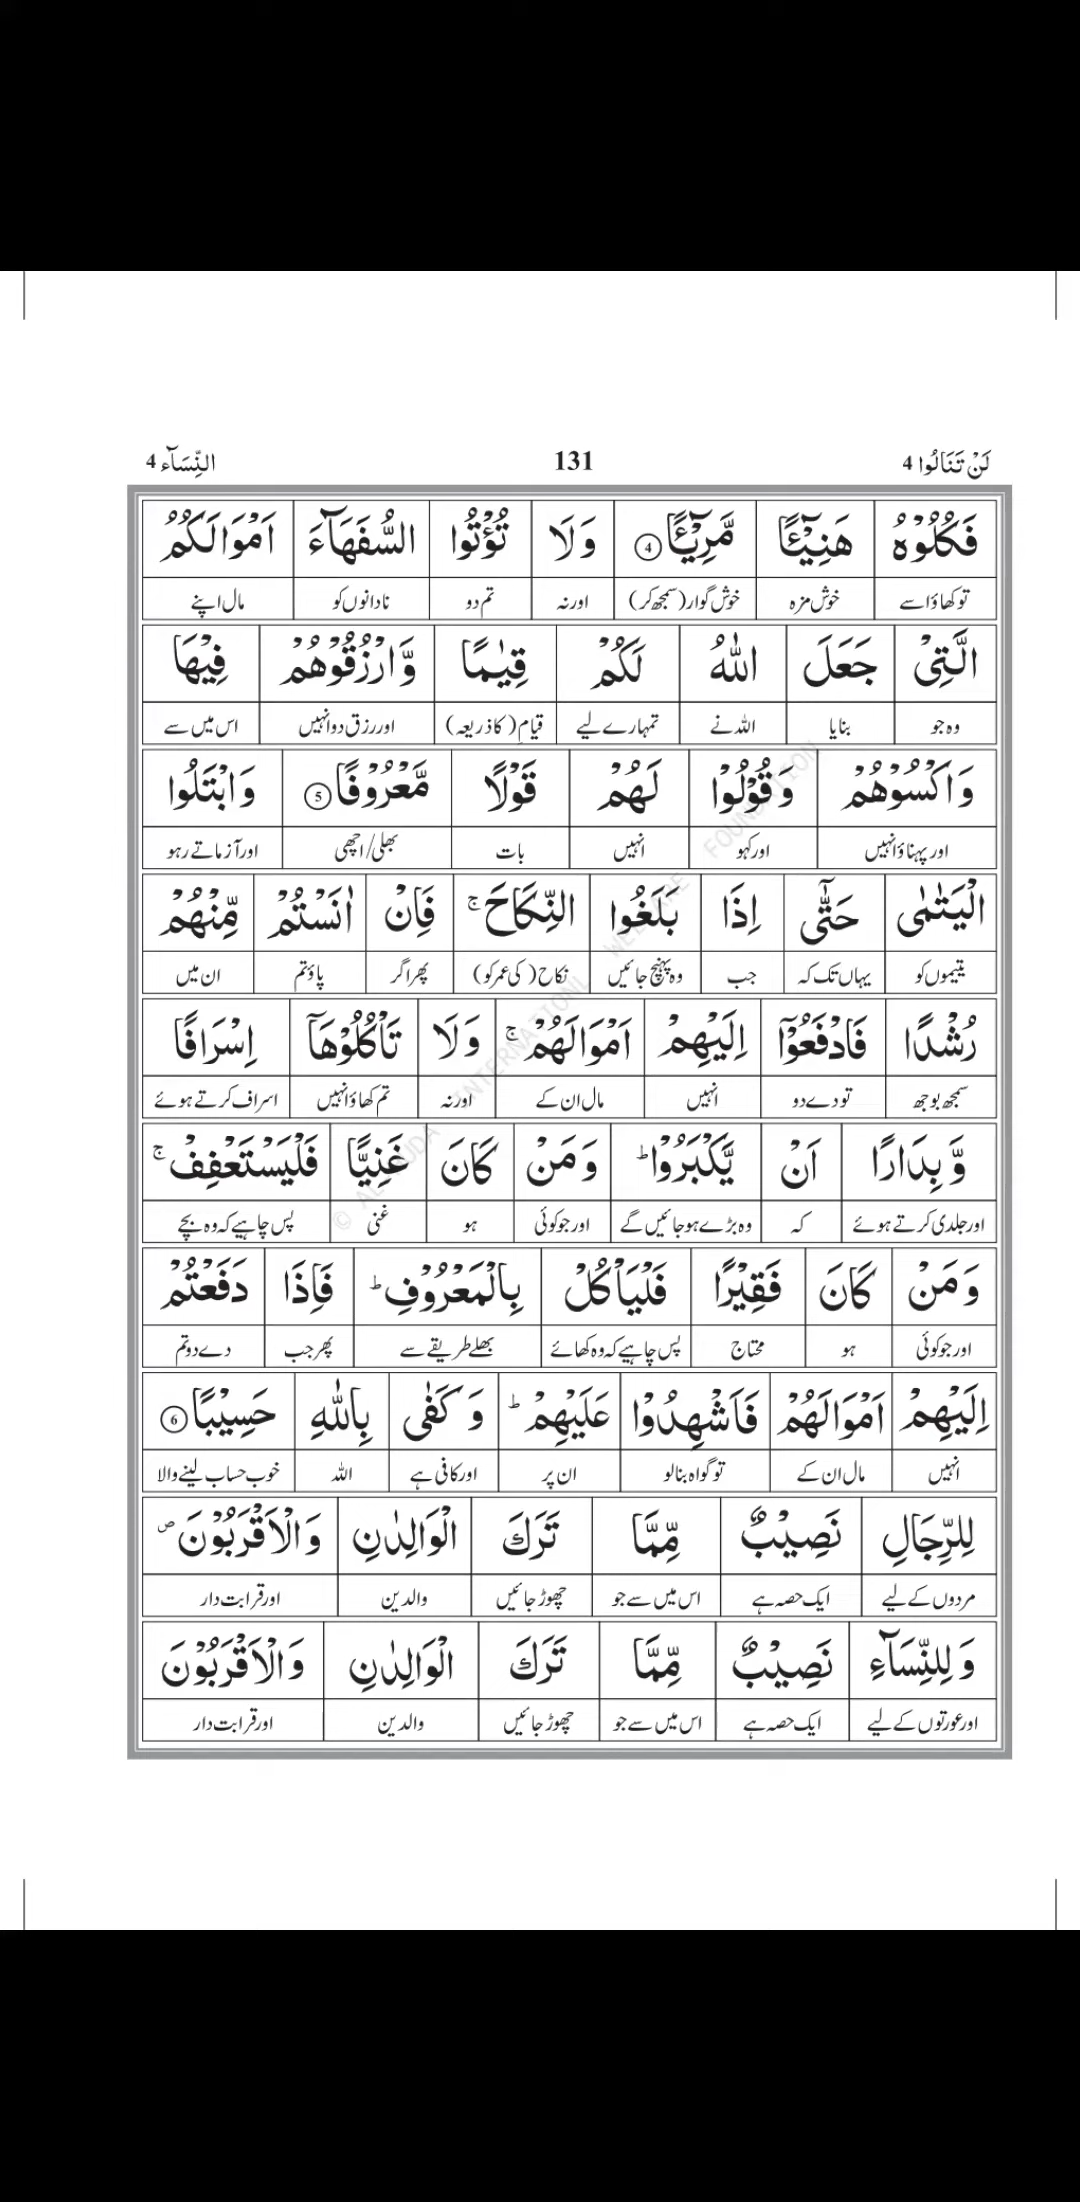 لَنْ تَنَالُوا 4 131 النِّسَآء 4
فَكُلُوْهُ هَنِيْٓـًٔا مَّرِيْٓـًٔا 4 وَلَا تُؤْتُوا السُّفَهَآءَ اَمْوَالَكُمُ
تو کھاؤ اسے خوش مزہ خوش گوار (سمجھ کر) اور نہ تم دو نادانوں کو مال اپنے
الَّتِيْ جَعَلَ اللّٰهُ لَكُمْ قِيٰمًا وَّارْزُقُوْهُمْ فِيْهَا
وہ جو بنایا اللہ نے تمہارے لیے قیام (کا ذریعہ) اور رزق دو انہیں اس میں سے
وَاكْسُوْهُمْ وَقُوْلُوْا لَهُمْ قَوْلًا مَّعْرُوْفًا 5 وَابْتَلُوا
اور پہناؤ انہیں اور کہو انہیں بات بھلی/اچھی اور آزماتے رہو
الْيَتٰمٰى حَتّٰٓى اِذَا بَلَغُوا النِّكَاحَ ۚ فَاِنْ اٰنَسْتُمْ مِّنْهُمْ
یتیموں کو یہاں تک کہ جب وہ پہنچ جائیں نکاح (کی عمر کو) پھر اگر پاؤ تم ان میں
رُشْدًا فَادْفَعُوْٓا اِلَيْهِمْ اَمْوَالَهُمْ ۚ وَلَا تَاْكُلُوْهَآ اِسْرَافًا
سمجھ بوجھ تو دے دو انہیں مال ان کے اور نہ تم کھاؤ انہیں اسراف کرتے ہوئے
وَّبِدَارًا اَنْ يَّكْبَرُوْا ؕ وَمَنْ كَانَ غَنِيًّا فَلْيَسْتَعْفِفْ ۚ
اور جلدی کرتے ہوئے کہ وہ بڑے ہو جائیں گے اور جو کوئی ہو غنی پس چاہیے کہ وہ بچے
وَمَنْ كَانَ فَقِيْرًا فَلْيَاْكُلْ بِالْمَعْرُوْفِ ؕ فَاِذَا دَفَعْتُمْ
اور جو کوئی ہو محتاج پس چاہیے کہ وہ کھائے بھلے طریقے سے پھر جب دے دو تم
اِلَيْهِمْ اَمْوَالَهُمْ فَاَشْهِدُوْا عَلَيْهِمْ ؕ وَكَفٰى بِاللّٰهِ حَسِيْبًا 6
انہیں مال ان کے تو گواہ بنا لو ان پر اور کافی ہے اللہ خوب حساب لینے والا
لِلرِّجَالِ نَصِيْبٌ مِّمَّا تَرَكَ الْوَالِدٰنِ وَالْاَقْرَبُوْنَ ۪
مردوں کے لیے ایک حصہ ہے اس میں سے جو چھوڑ جائیں والدین اور قرابت دار
وَلِلنِّسَآءِ نَصِيْبٌ مِّمَّا تَرَكَ الْوَالِدٰنِ وَالْاَقْرَبُوْنَ
اور عورتوں کے لیے ایک حصہ ہے اس میں سے جو چھوڑ جائیں والدین اور قرابت دار
© AL HUDA INTERNATIONAL WELFARE FOUNDATION